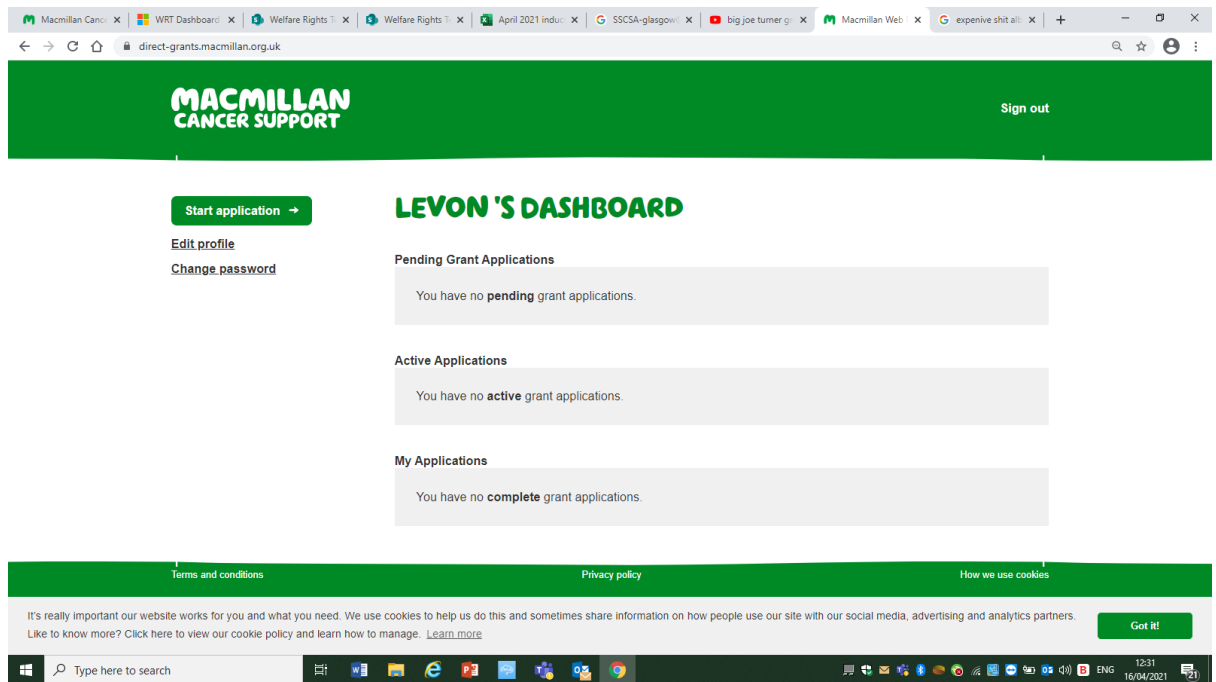 Macmillan Cance
WRT Dashboard
Welfare Rights T
Welfare Rights T
April 2021 induc
SSCSA-glasgow
big joe turner gr
Macmillan Web
expenive shit alb
direct-grants.macmillan.org.uk
MACMILLAN
CANCER SUPPORT
Sign out
Start application →
Edit profile
Change password
LEVON 'S DASHBOARD
Pending Grant Applications
You have no pending grant applications.
Active Applications
You have no active grant applications.
My Applications
You have no complete grant applications.
Terms and conditions
Privacy policy
How we use cookies
It's really important our website works for you and what you need. We use cookies to help us do this and sometimes share information on how people use our site with our social media, advertising and analytics partners.
Like to know more? Click here to view our cookie policy and learn how to manage. Learn more
Got it!
Type here to search
ENG
12:31
16/04/2021
21